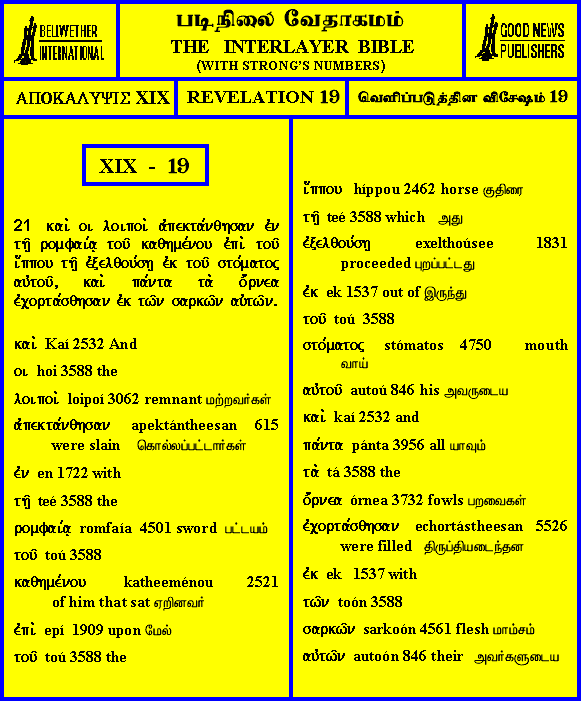 BELLWETHER
INTERNATIONAL
படிநிலை வேதாகமம்
THE INTERLAYER BIBLE
(WITH STRONG'S NUMBERS)
GOOD NEWS
PUBLISHERS
ΑΠΟΚΑΛΥΨΙΣ XIX
REVELATION 19
வெளிப்படுத்தின விசேஷம் 19
XIX - 19
21 καὶ οι λοιποὶ ἀπεκτάνθησαν ἐν
τῇ ρομφαίᾳ τοῦ καθημένου ἐπὶ τοῦ
ἵππου τῇ ἐξελθούσῃ ἐκ τοῦ στόματος
αὐτοῦ, καὶ πάντα τὰ ὄρνεα
ἐχορτάσθησαν ἐκ τῶν σαρκῶν αὐτῶν.
καὶ Kaí 2532 And
οι hoi 3588 the
λοιποὶ loipoí 3062 remnant மற்றவர்கள்
ἀπεκτάνθησαν apektántheesan 615
were slain கொல்லப்பட்டார்கள்
ἐν en 1722 with
τῇ teé 3588 the
ρομφαίᾳ romfaía 4501 sword பட்டயம்
τοῦ toú 3588
καθημένου katheeménou 2521
of him that sat ஏறினவர்
ἐπὶ epí 1909 upon மேல்
τοῦ toú 3588 the
ἵππου híppou 2462 horse குதிரை
τῇ teé 3588 which அது
ἐξελθούσῃ exelthoúsee 1831
proceeded புறப்பட்டது
ἐκ ek 1537 out of இருந்து
τοῦ toú 3588
στόματος stómatos 4750 mouth
வாய்
αὐτοῦ autoú 846 his அவருடைய
καὶ kaí 2532 and
πάντα pánta 3956 all யாவும்
τὰ tá 3588 the
ὄρνεα órnea 3732 fowls பறவைகள்
ἐχορτάσθησαν echortástheesan 5526
were filled திருப்தியடைந்தன
ἐκ ek 1537 with
τῶν toón 3588
σαρκῶν sarkoón 4561 flesh மாம்சம்
αὐτῶν autoón 846 their அவர்களுடைய